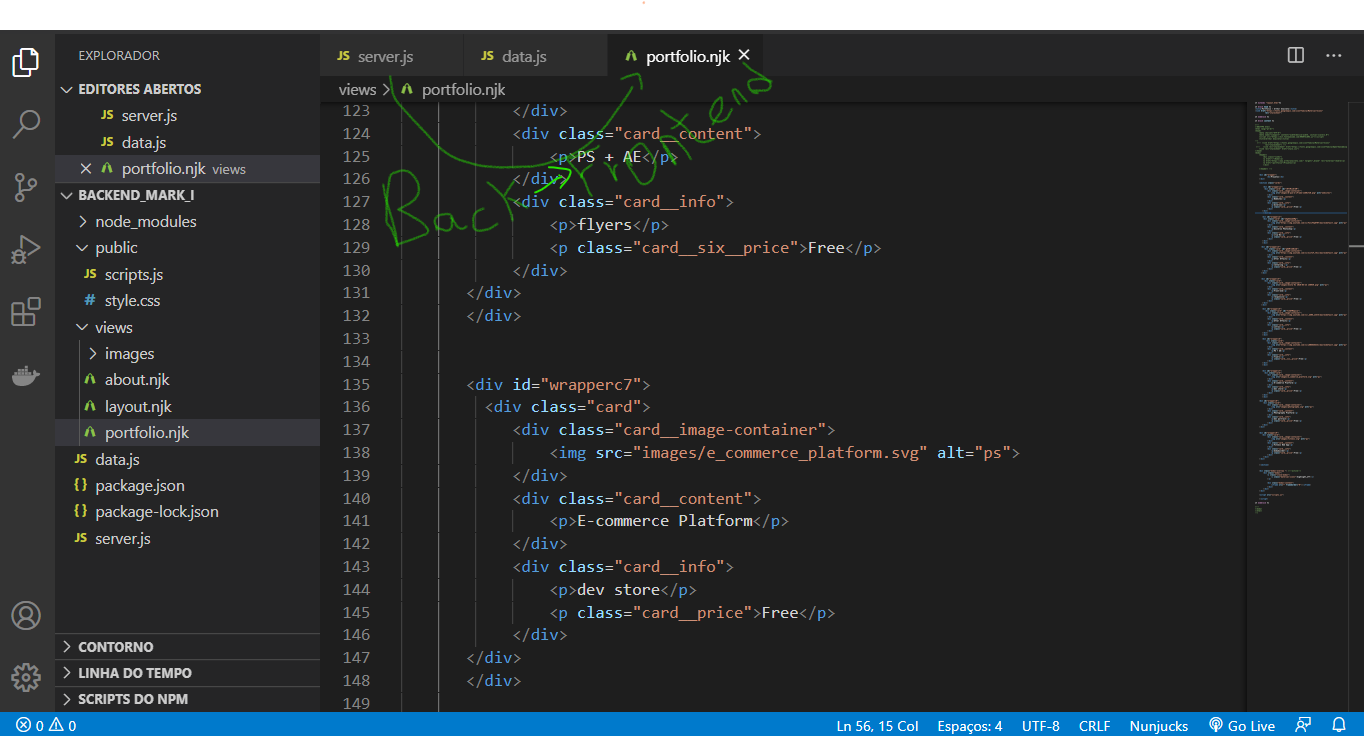 EXPLORADOR
EDITORES ABERTOS
JS server.js
JS data.js
portfolio.njk views
BACKEND_MARK_I
node_modules
public
JS scripts.js
# style.css
views
images
about.njk
layout.njk
portfolio.njk
JS data.js
{} package.json
{} package-lock.json
JS server.js
CONTORNO
LINHA DO TEMPO
SCRIPTS DO NPM
JS server.js JS data.js portfolio.njk
views > portfolio.njk
Back Frontend
123 </div>
124 <div class="card__content">
125 <p>PS + AE</p>
126 </div>
127 <div class="card__info">
128 <p>flyers</p>
129 <p class="card__six__price">Free</p>
130 </div>
131 </div>
132 </div>
133
134
135 <div id="wrapperc7">
136 <div class="card">
137 <div class="card__image-container">
138 <img src="images/e_commerce_platform.svg" alt="ps">
139 </div>
140 <div class="card__content">
141 <p>E-commerce Platform</p>
142 </div>
143 <div class="card__info">
144 <p>dev store</p>
145 <p class="card__price">Free</p>
146 </div>
147 </div>
148 </div>
149
0 0 Ln 56, 15 Col Espaços: 4 UTF-8 CRLF Nunjucks Go Live